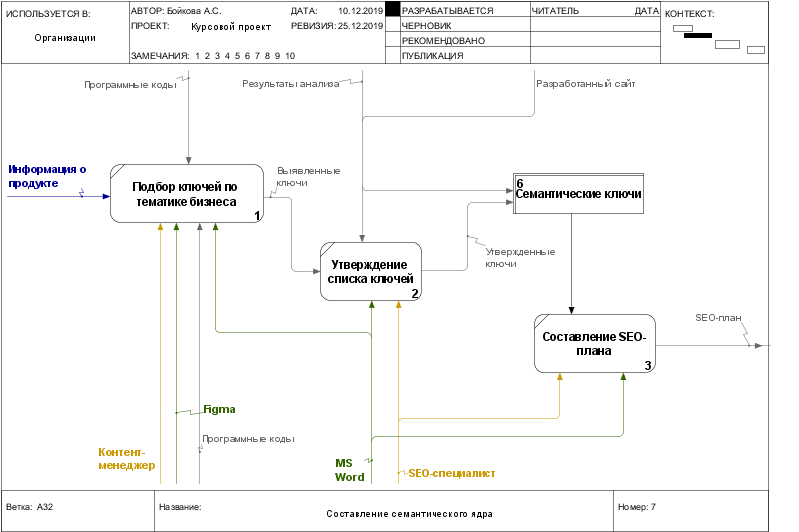 ИСПОЛЬЗУЕТСЯ В:
Организации
АВТОР: Бойкова А.С.
ДАТА: 10.12.2019
ПРОЕКТ: Курсовой проект
РЕВИЗИЯ: 25.12.2019
ЗАМЕЧАНИЯ: 1 2 3 4 5 6 7 8 9 10
РАЗРАБАТЫВАЕТСЯ
ЧЕРНОВИК
РЕКОМЕНДОВАНО
ПУБЛИКАЦИЯ
ЧИТАТЕЛЬ ДАТА
КОНТЕКСТ:
Программные коды
Результаты анализа
Разработанный сайт
Информация о
продукте
Подбор ключей по
тематике бизнеса
1
Выявленные
ключи
6
Семантические ключи
Утверждение
списка ключей
2
Утвержденные
ключи
Составление SEO-
плана
3
SEO-план
Figma
Программные коды
Контент-
менеджер
MS
Word
SEO-специалист
Ветка: А32
Название:
Составление семантического ядра
Номер: 7